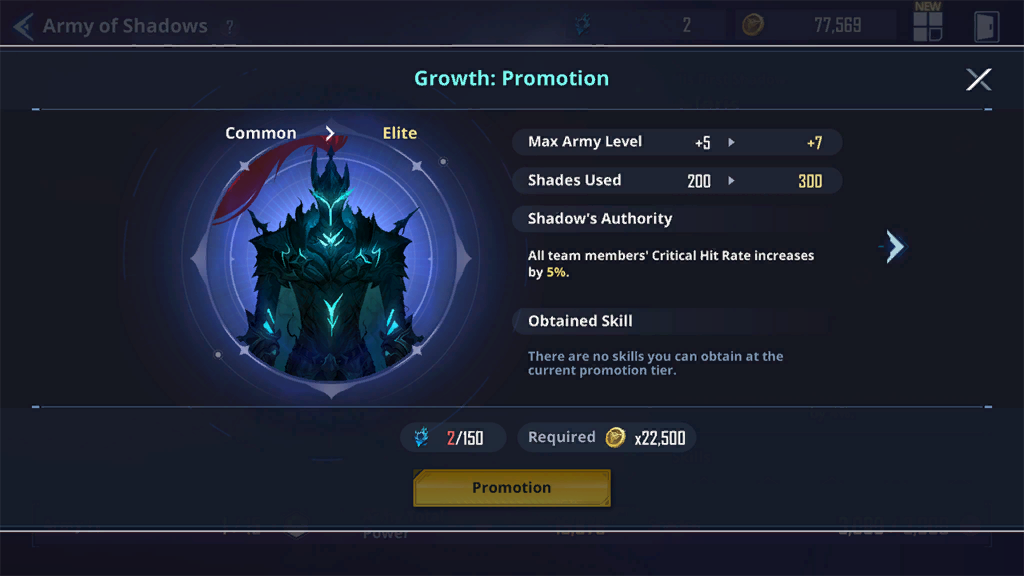 Army of Shadows ?
2
77,569
NEW
Growth: Promotion
Common
Elite
Max Army Level +5 +7
Shades Used 200 300
Shadow's Authority
All team members' Critical Hit Rate increases
by 5%.
Obtained Skill
There are no skills you can obtain at the
current promotion tier.
2/150
Required x22,500
Promotion
Power